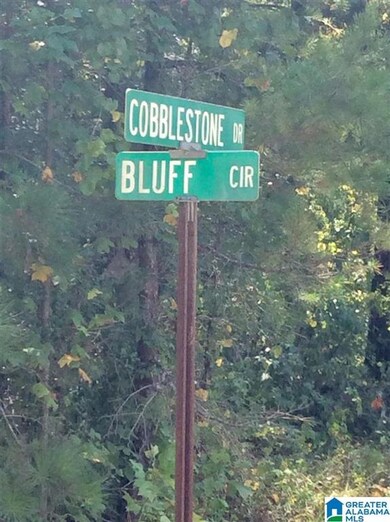 COBBLESTONE DR
BLUFF CIR
GREATER
ALABAMA
MLS